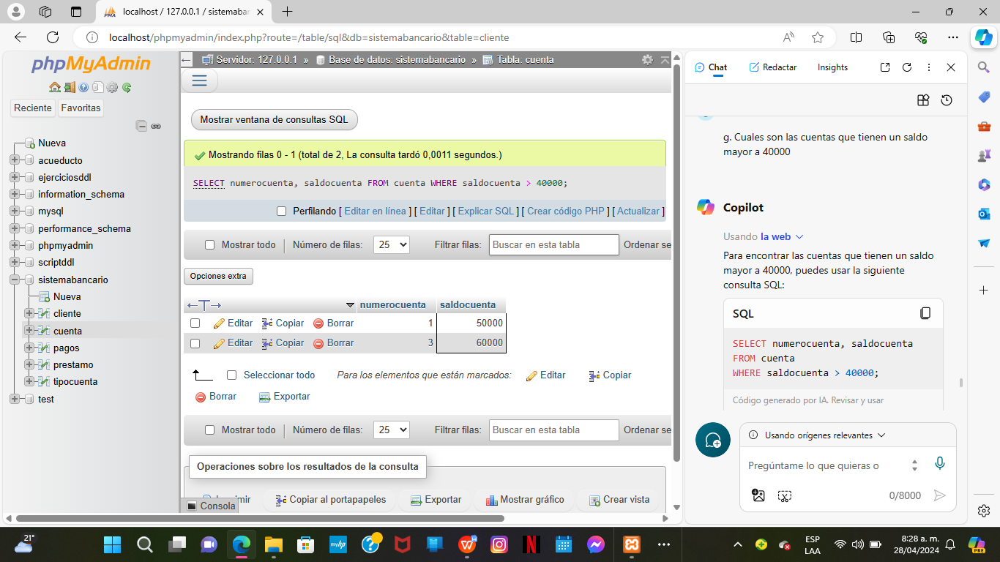 localhost / 127.0.0.1 / sistemaban
localhost/phpmyadmin/index.php?route=/table/sql&db=sistemabancario&table=cliente
phpMyAdmin
Reciente
Favoritas
Nueva
acueducto
ejerciciosddl
information_schema
mysql
performance_schema
phpmyadmin
scriptddl
sistemabancario
Nueva
cliente
cuenta
pagos
prestamo
tipocuenta
test
Servidor: 127.0.0.1 » Base de datos: sistemabancario » Tabla: cuenta
Mostrar ventana de consultas SQL
Mostrando filas 0 - 1 (total de 2, La consulta tardó 0,0011 segundos.)
SELECT numerocuenta, saldocuenta FROM cuenta WHERE saldocuenta > 40000;
Perfilando [ Editar en línea ] [ Editar ] [ Explicar SQL ] [ Crear código PHP ] [ Actualizar ]
Mostrar todo | Número de filas: 25 Filtrar filas: Buscar en esta tabla Ordenar se
Opciones extra
numerocuenta saldocuenta
Editar Copiar Borrar 1 50000
Editar Copiar Borrar 3 60000
Seleccionar todo Para los elementos que están marcados: Editar Copiar
Borrar Exportar
Mostrar todo | Número de filas: 25 Filtrar filas: Buscar en esta tabla Ordenar se
Operaciones sobre los resultados de la consulta
Copiar al portapapeles Exportar Mostrar gráfico Crear vista
Consola
Chat Redactar Insights
g. Cuales son las cuentas que tienen un saldo
mayor a 40000
Copilot
Usando la web
Para encontrar las cuentas que tienen un saldo
mayor a 40000, puedes usar la siguiente
consulta SQL:
SQL
SELECT numerocuenta, saldocuenta
FROM cuenta
WHERE saldocuenta > 40000;
Código generado por IA. Revisar y usar
Usando orígenes relevantes
Pregúntame lo que quieras o
0/8000
21°
ESP
LAA
8:28 a. m.
28/04/2024